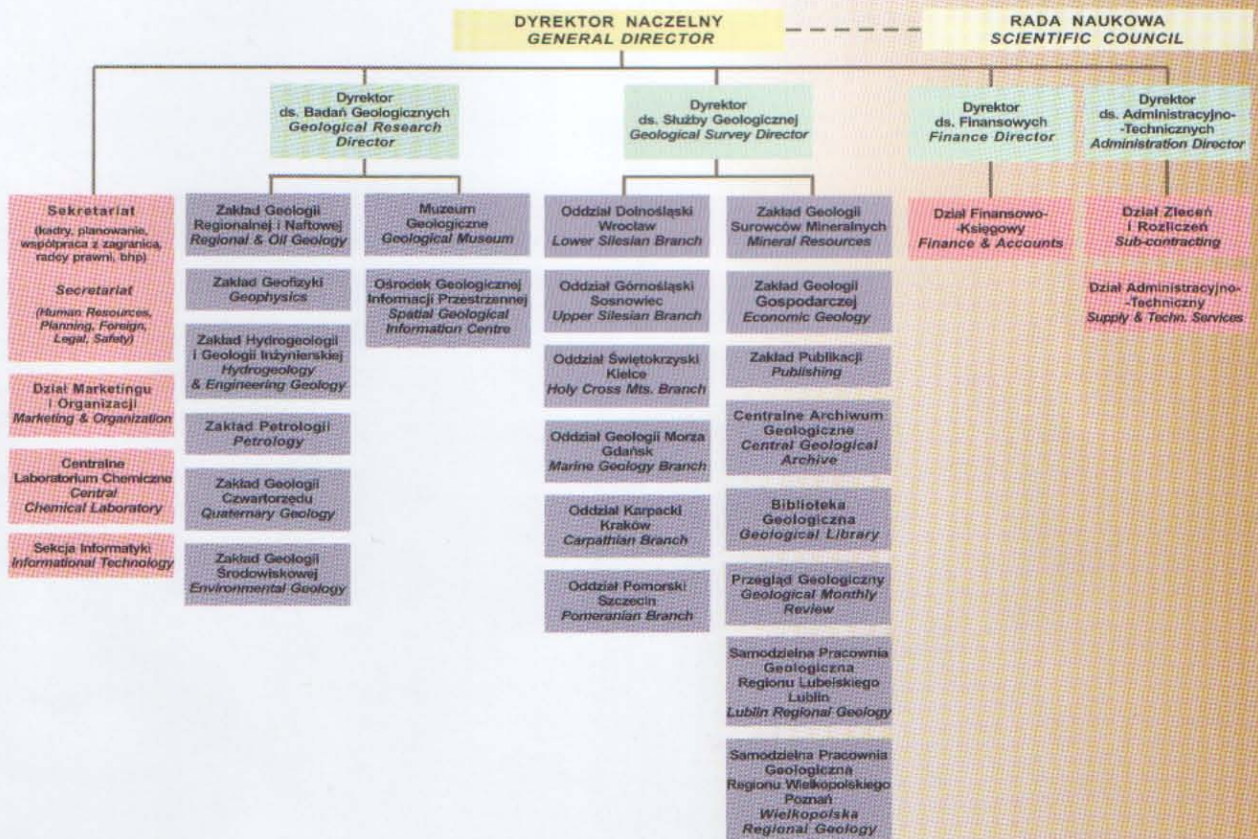 DYREKTOR NACZELNY
GENERAL DIRECTOR
RADA NAUKOWA
SCIENTIFIC COUNCIL
Dyrektor
ds. Badań Geologicznych
Geological Research
Director
Dyrektor
ds. Służby Geologicznej
Geological Survey Director
Dyrektor
ds. Finansowych
Finance Director
Dyrektor
ds. Administracyjno-
-Technicznych
Administration Director
Sekretariat
(kadry, planowanie,
współpraca z zagranicą,
radcy prawni, bhp)
Secretariat
(Human Resources,
Planning, Foreign,
Legal, Safety)
Dział Marketingu
i Organizacji
Marketing & Organization
Centralne
Laboratorium Chemiczne
Central
Chemical Laboratory
Sekcja Informatyki
Informational Technology
Zakład Geologii
Regionalnej i Naftowej
Regional & Oil Geology
Zakład Geofizyki
Geophysics
Zakład Hydrogeologii
i Geologii Inżynierskiej
Hydrogeology
& Engineering Geology
Zakład Petrologii
Petrology
Zakład Geologii
Czwartorzędu
Quaternary Geology
Zakład Geologii
Środowiskowej
Environmental Geology
Muzeum
Geologiczne
Geological Museum
Ośrodek Geologicznej
Informacji Przestrzennej
Spatial Geological
Information Centre
Oddział Dolnośląski
Wrocław
Lower Silesian Branch
Oddział Górnośląski
Sosnowiec
Upper Silesian Branch
Oddział Świętokrzyski
Kielce
Holy Cross Mts. Branch
Oddział Geologii Morza
Gdańsk
Marine Geology Branch
Oddział Karpacki
Kraków
Carpathian Branch
Oddział Pomorski
Szczecin
Pomeranian Branch
Zakład Geologii
Surowców Mineralnych
Mineral Resources
Zakład Geologii
Gospodarczej
Economic Geology
Zakład Publikacji
Publishing
Centralne Archiwum
Geologiczne
Central Geological
Archive
Biblioteka
Geologiczna
Geological Library
Przegląd Geologiczny
Geological Monthly
Review
Samodzielna Pracownia
Geologiczna
Regionu Lubelskiego
Lublin
Lublin Regional Geology
Samodzielna Pracownia
Geologiczna
Regionu Wielkopolskiego
Poznań
Wielkopolska
Regional Geology
Dział Finansowo-
-Księgowy
Finance & Accounts
Dział Zleceń
i Rozliczeń
Sub-contracting
Dział Administracyjno-
-Techniczny
Supply & Techn. Services